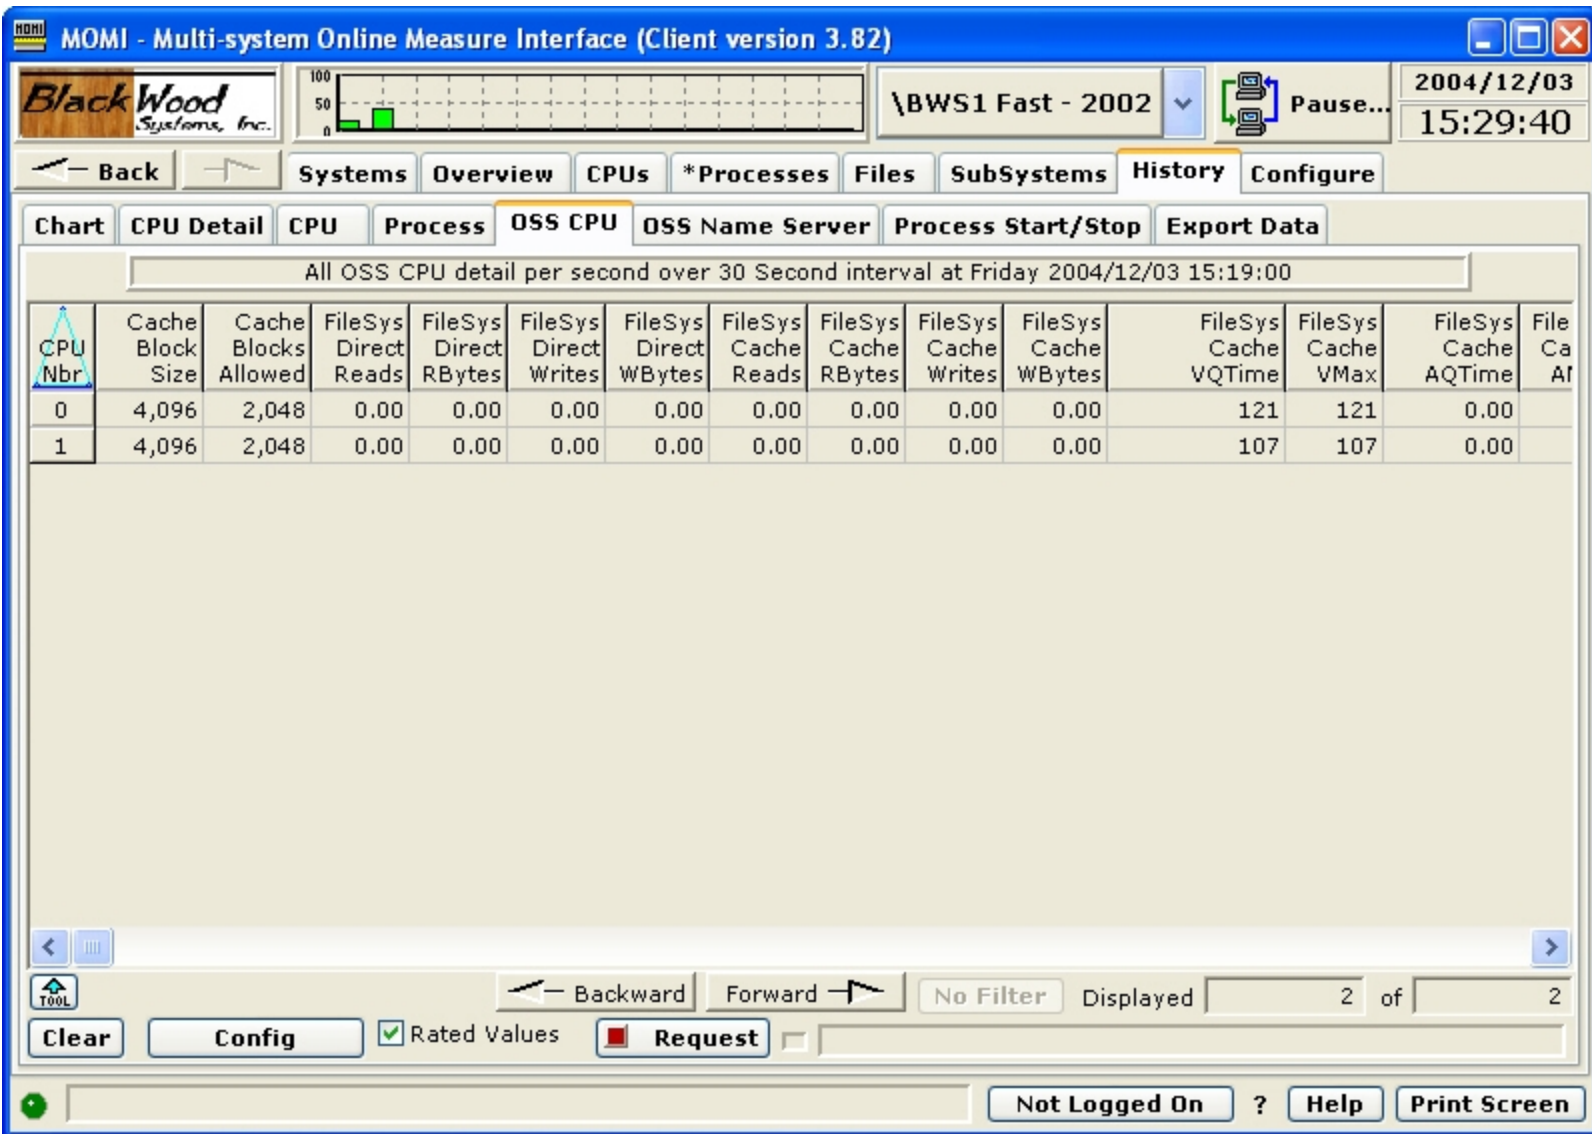 MOMI MOMI - Multi-system Online Measure Interface (Client version 3.82)
BlackWood Systems, Inc.
100
50
0
\BWS1 Fast - 2002
Pause...
2004/12/03
15:29:40
Back Systems Overview CPUs *Processes Files SubSystems History Configure
Chart CPU Detail CPU Process OSS CPU OSS Name Server Process Start/Stop Export Data
All OSS CPU detail per second over 30 Second interval at Friday 2004/12/03 15:19:00
Cache Cache FileSys FileSys FileSys FileSys FileSys FileSys FileSys FileSys FileSys FileSys FileSys File
CPU Block Blocks Direct Direct Direct Direct Cache Cache Cache Cache Cache Cache Cache Ca
Nbr Size Allowed Reads RBytes Writes WBytes Reads RBytes Writes WBytes VQTime VMax AQTime AM
0 4,096 2,048 0.00 0.00 0.00 0.00 0.00 0.00 0.00 0.00 121 121 0.00
1 4,096 2,048 0.00 0.00 0.00 0.00 0.00 0.00 0.00 0.00 107 107 0.00
TOOL Backward Forward No Filter Displayed 2 of 2
Clear Config Rated Values Request
Not Logged On ? Help Print Screen